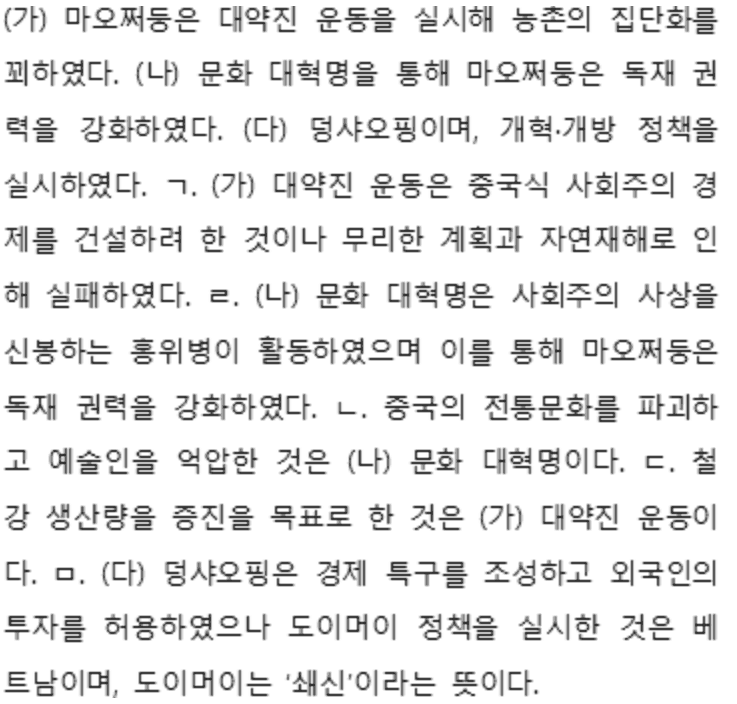 (가) 마오쩌둥은 대약진 운동을 실시해 농촌의 집단화를
꾀하였다. (나) 문화 대혁명을 통해 마오쩌둥은 독재 권
력을 강화하였다. (다) 덩샤오핑이며, 개혁·개방 정책을
실시하였다. ㄱ. (가) 대약진 운동은 중국식 사회주의 경
제를 건설하려 한 것이나 무리한 계획과 자연재해로 인
해 실패하였다. ㄹ. (나) 문화 대혁명은 사회주의 사상을
신봉하는 홍위병이 활동하였으며 이를 통해 마오쩌둥은
독재 권력을 강화하였다. ㄴ. 중국의 전통문화를 파괴하
고 예술인을 억압한 것은 (나) 문화 대혁명이다. ㄷ. 철
강 생산량을 증진을 목표로 한 것은 (가) 대약진 운동이
다. ㅁ. (다) 덩샤오핑은 경제 특구를 조성하고 외국인의
투자를 허용하였으나 도이머이 정책을 실시한 것은 베
트남이며, 도이머이는 ‘쇄신’이라는 뜻이다.